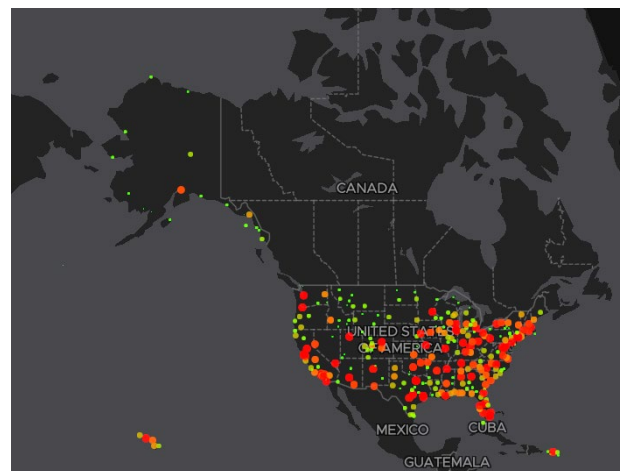 CANADA
UNITED STATES
OF AMERICA
MEXICO
CUBA
GUATEMALA